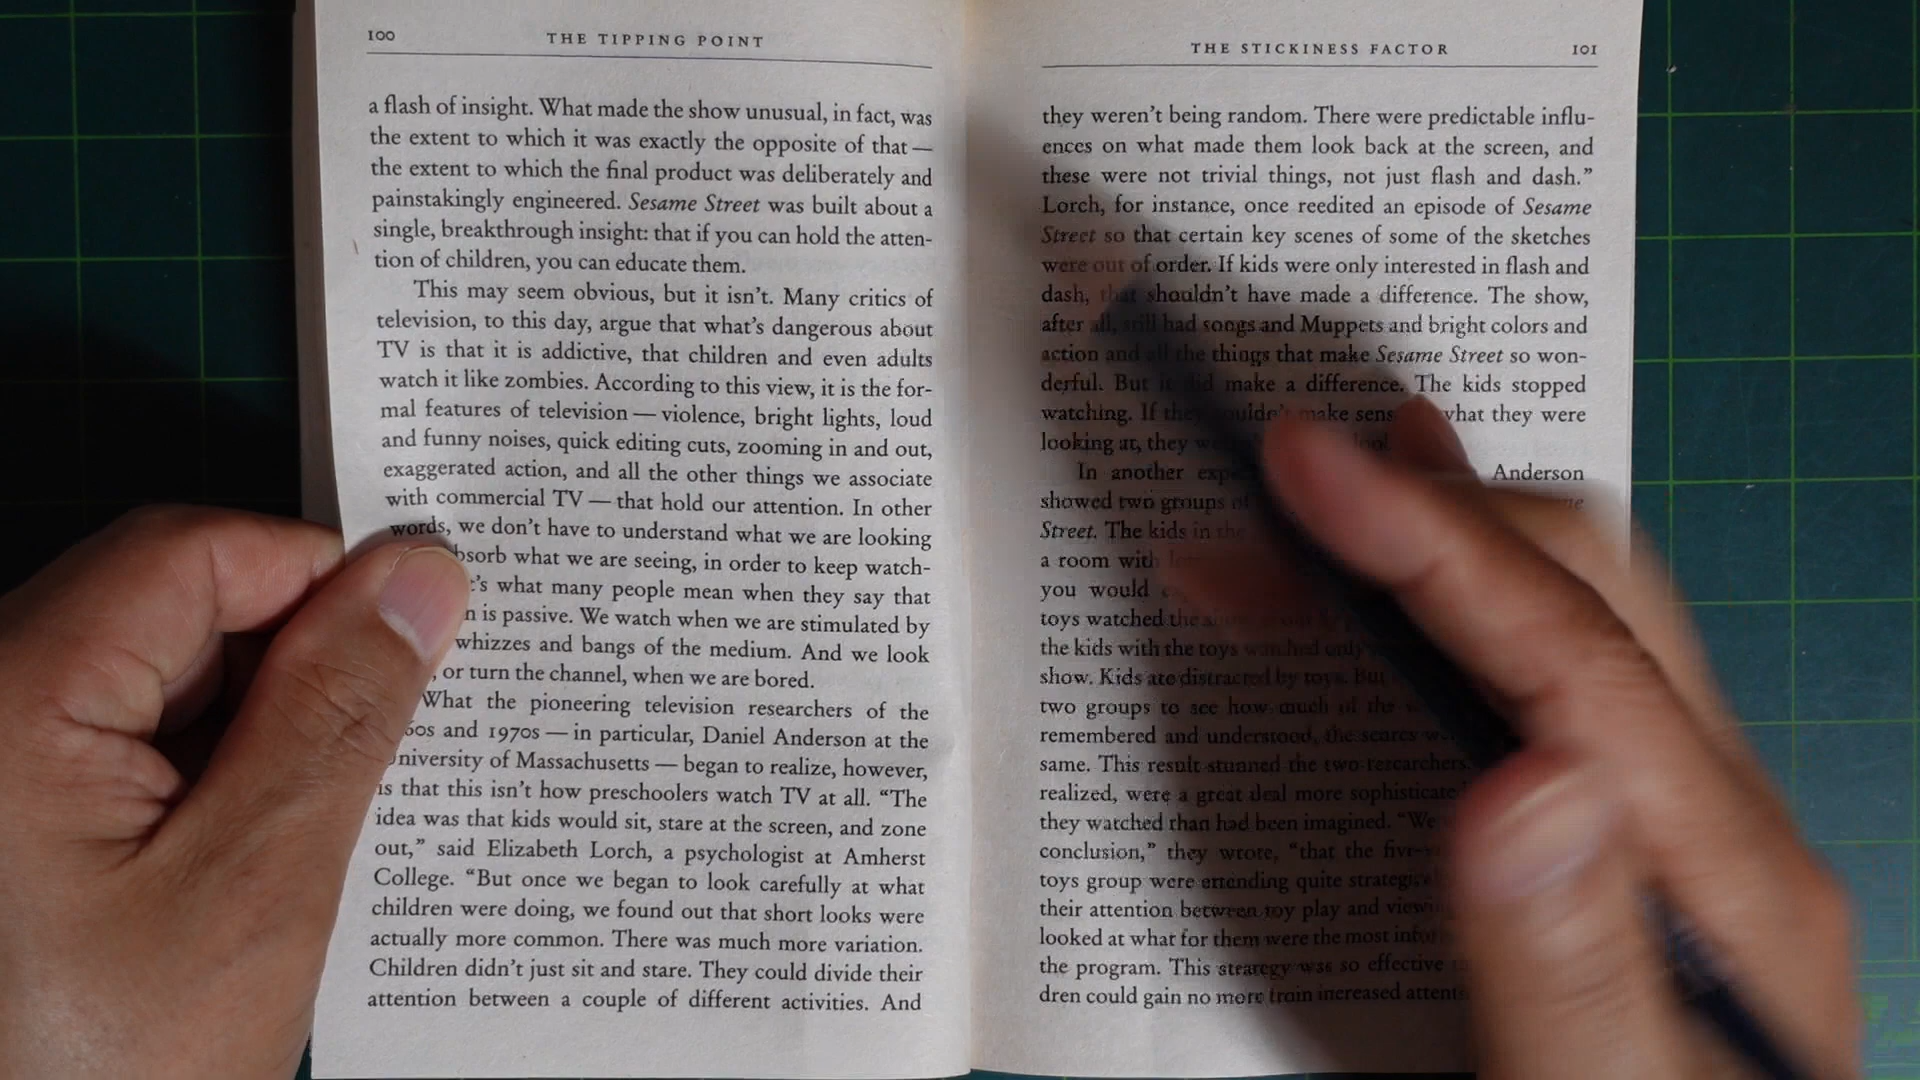 100
THE TIPPING POINT
a flash of insight. What made the show unusual, in fact, was
the extent to which it was exactly the opposite of that —
the extent to which the final product was deliberately and
painstakingly engineered. Sesame Street was built about a
single, breakthrough insight: that if you can hold the atten-
tion of children, you can educate them.
This may seem obvious, but it isn't. Many critics of
television, to this day, argue that what's dangerous about
TV is that it is addictive, that children and even adults
watch it like zombies. According to this view, it is the for-
mal features of television — violence, bright lights, loud
and funny noises, quick editing cuts, zooming in and out,
exaggerated action, and all the other things we associate
with commercial TV — that hold our attention. In other
words, we don't have to understand what we are looking
what we are seeing, in order to keep watch-
what many people mean when they say that
is passive. We watch when we are stimulated by
whizzes and bangs of the medium. And we look
or turn the channel, when we are bored.
What the pioneering television researchers of the
and 1970s — in particular, Daniel Anderson at the
University of Massachusetts — began to realize, however,
is that this isn't how preschoolers watch TV at all. “The
idea was that kids would sit, stare at the screen, and zone
out,” said Elizabeth Lorch, a psychologist at Amherst
College. “But once we began to look carefully at what
children were doing, we found out that short looks were
actually more common. There was much more variation.
Children didn't just sit and stare. They could divide their
attention between a couple of different activities. And
THE STICKINESS FACTOR
101
they weren't being random. There were predictable influ-
ences on what made them look back at the screen, and
these were not trivial things, not just flash and dash.”
Lorch, for instance, once reedited an episode of Sesame
Street so that certain key scenes of some of the sketches
were out of order. If kids were only interested in flash and
dash, that shouldn't have made a difference. The show,
after all, still had songs and Muppets and bright colors and
action and all the things that make Sesame Street so won-
derful. But it did make a difference. The kids stopped
watching. If they couldn't make what they were
looking at, they
In another Anderson
showed two groups
Street. The kids in the
a room with
you would
toys watched the
the kids with the toys watched only
show. Kids are distracted by toys. But
two groups to see how much of the
remembered and understood, the scores
same. This result stunned the two researchers.
realized, were a great deal more sophisticated
they watched than had been imagined. “We
conclusion,” they wrote, “that the
toys group were attending quite
their attention between toy play and
looked at what for them were the most
the program. This strategy was so effective
dren could gain no more from increased